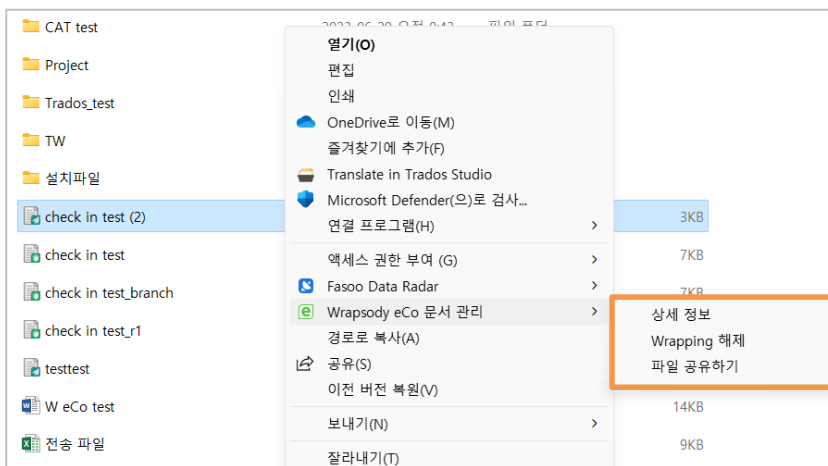 CAT test
Project
Trados_test
TW
설치파일
check in test (2) 3KB
check in test 7KB
check in test_branch 7KB
check in test_r1
testtest
W eCo test 14KB
전송 파일 9KB
열기(O)
편집
인쇄
OneDrive로 이동(M)
즐겨찾기에 추가(F)
Translate in Trados Studio
Microsoft Defender(으)로 검사...
연결 프로그램(H)
액세스 권한 부여 (G)
Fasoo Data Radar
Wrapsody eCo 문서 관리
경로로 복사(A)
공유(S)
이전 버전 복원(V)
보내기(N)
잘라내기(T)
상세 정보
Wrapping 해제
파일 공유하기